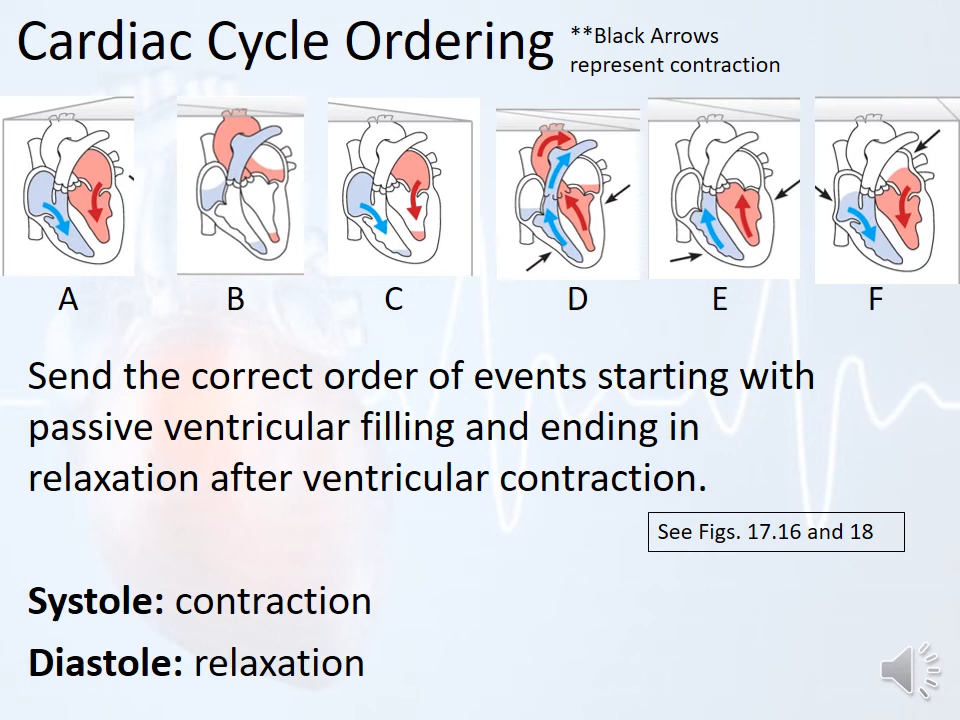 Cardiac Cycle Ordering
**Black Arrows
represent contraction
A B C D E F
Send the correct order of events starting with
passive ventricular filling and ending in
relaxation after ventricular contraction.
See Figs. 17.16 and 18
Systole: contraction
Diastole: relaxation